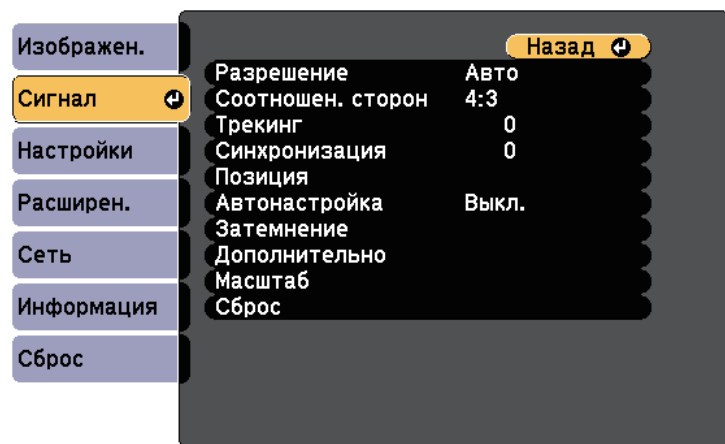 Изображен.
Сигнал
Настройки
Расширен.
Сеть
Информация
Сброс
Назад
Разрешение Авто
Соотношен. сторон 4:3
Трекинг 0
Синхронизация 0
Позиция
Автонастройка Выкл.
Затемнение
Дополнительно
Масштаб
Сброс